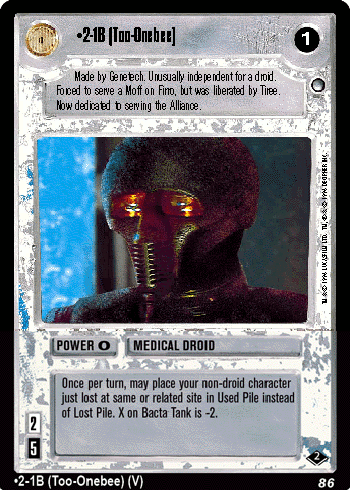 •2-1B (Too-Onebee)
1
Made by Genetech. Unusually independent for a droid.
Forced to serve a Moff on Firro, but was liberated by Tiree.
Now dedicated to serving the Alliance.
POWER 0
MEDICAL DROID
Once per turn, may place your non-droid character
just lost at same or related site in Used Pile instead
of Lost Pile. X on Bacta Tank is -2.
2
5
2
•2-1B (Too-Onebee) (V)
86